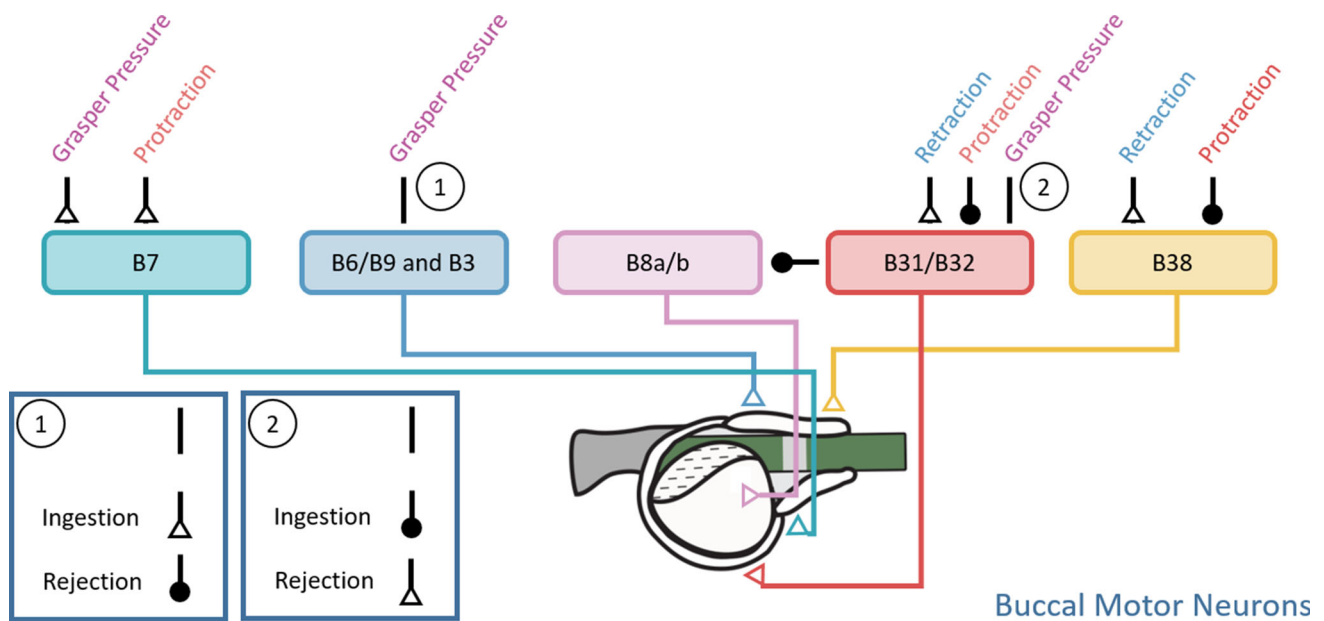 Grasper Pressure
Protraction
Grasper Pressure
Retraction
Protraction
Grasper Pressure
Retraction
Protraction
1
2
B7
B6/B9 and B3
B8a/b
B31/B32
B38
1
Ingestion
Rejection
2
Ingestion
Rejection
Buccal Motor Neurons